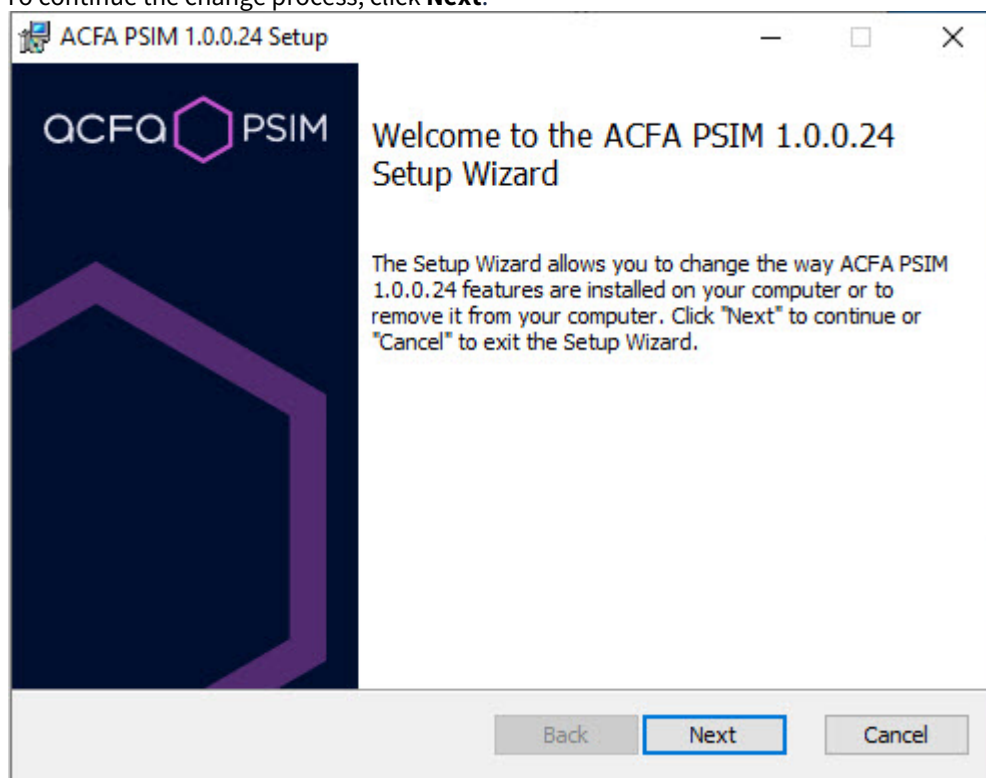 To continue the change process, click Next.
ACFA PSIM 1.0.0.24 Setup
acFa PSIM
Welcome to the ACFA PSIM 1.0.0.24
Setup Wizard
The Setup Wizard allows you to change the way ACFA PSIM
1.0.0.24 features are installed on your computer or to
remove it from your computer. Click "Next" to continue or
"Cancel" to exit the Setup Wizard.
Back Next Cancel